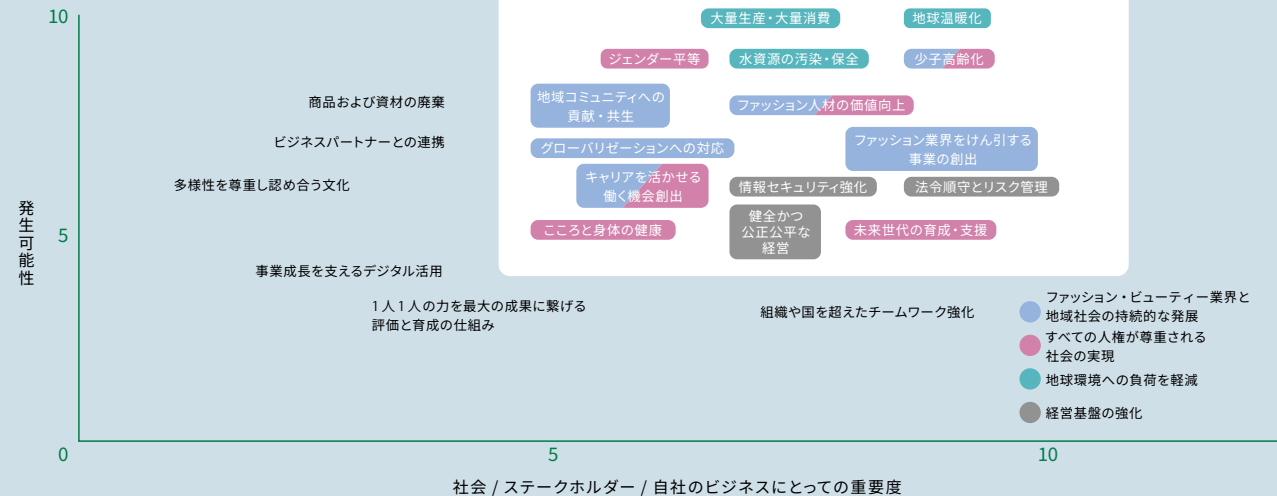 10
大量生産・大量消費
地球温暖化
ジェンダー平等
水資源の汚染・保全
少子高齢化
商品および資材の廃棄
地域コミュニティへの
貢献・共生
ファッション人材の価値向上
ビジネスパートナーとの連携
グローバリゼーションへの対応
ファッション業界をけん引する
事業の創出
多様性を尊重し認め合う文化
キャリアを活かせる
働く機会創出
情報セキュリティ強化
法令順守とリスク管理
発生可能性
5
こころと身体の健康
健全かつ
公正公平な
経営
未来世代の育成・支援
事業成長を支えるデジタル活用
1人1人の力を最大の成果に繋げる
評価と育成の仕組み
組織や国を超えたチームワーク強化
ファッション・ビューティー業界と
地域社会の持続的な発展
すべての人権が尊重される
社会の実現
地球環境への負荷を軽減
経営基盤の強化
0
5
10
社会 / ステークホルダー / 自社のビジネスにとっての重要度